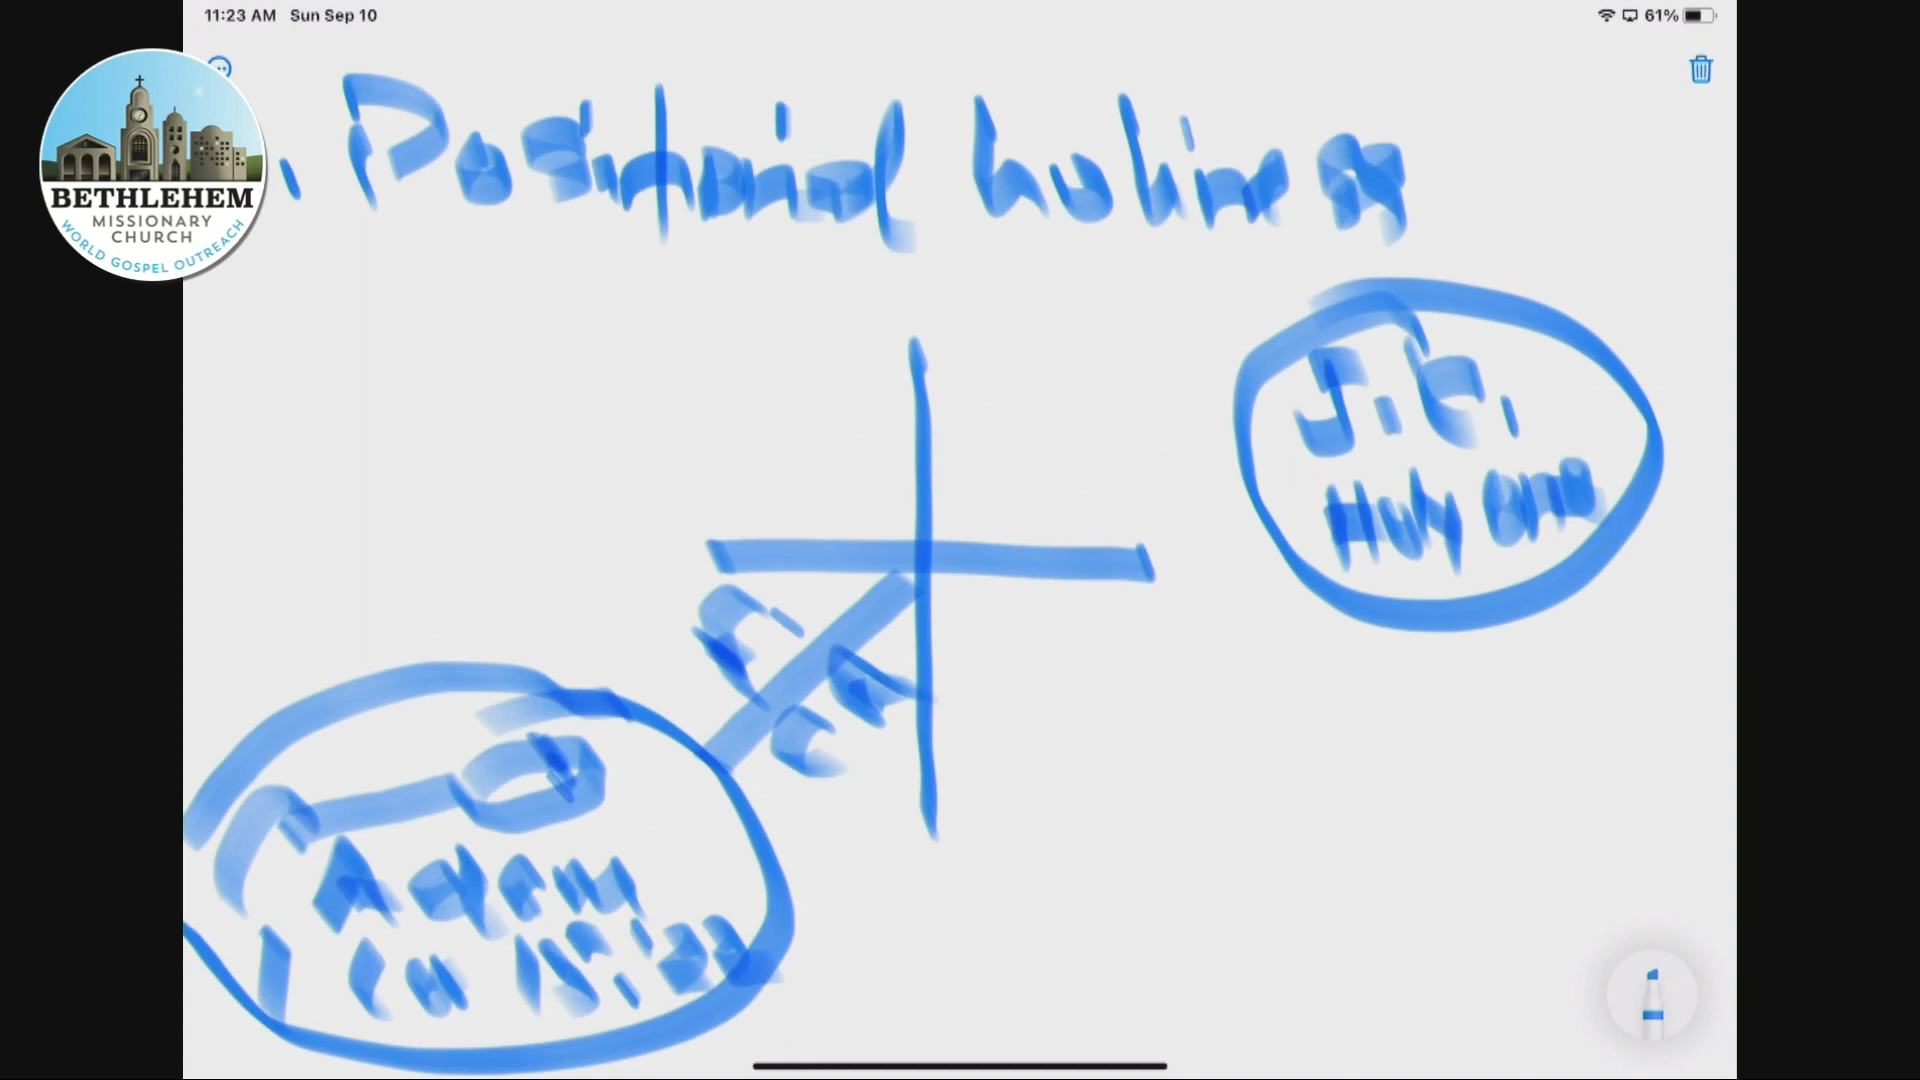 11:23 AM Sun Sep 10
61%
BETHLEHEM
MISSIONARY
CHURCH
WORLD GOSPEL OUTREACH
Positional holiness
J.C.
Holy one
Adam
1 Co 15:22